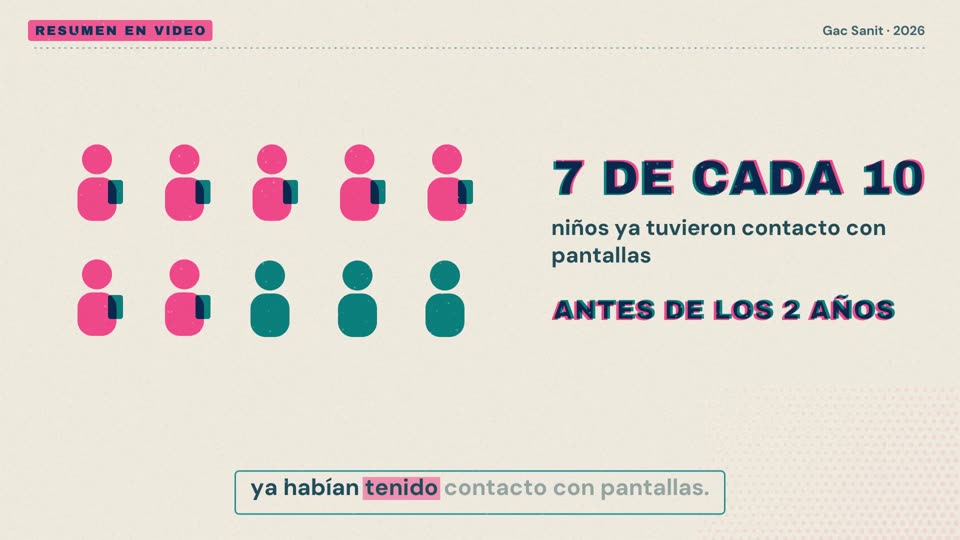 RESUMEN EN VIDEO
Gac Sanit · 2026
7 DE CADA 10
niños ya tuvieron contacto con
pantallas
ANTES DE LOS 2 AÑOS
ya habían tenido contacto con pantallas.